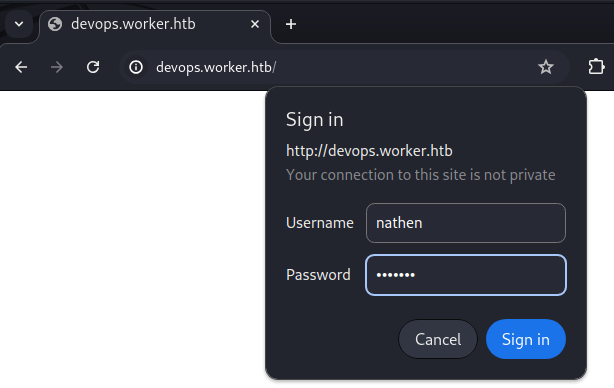 devops.worker.htb
devops.worker.htb/
Sign in
http://devops.worker.htb
Your connection to this site is not private
Username nathen
Password •••••••
Cancel Sign in